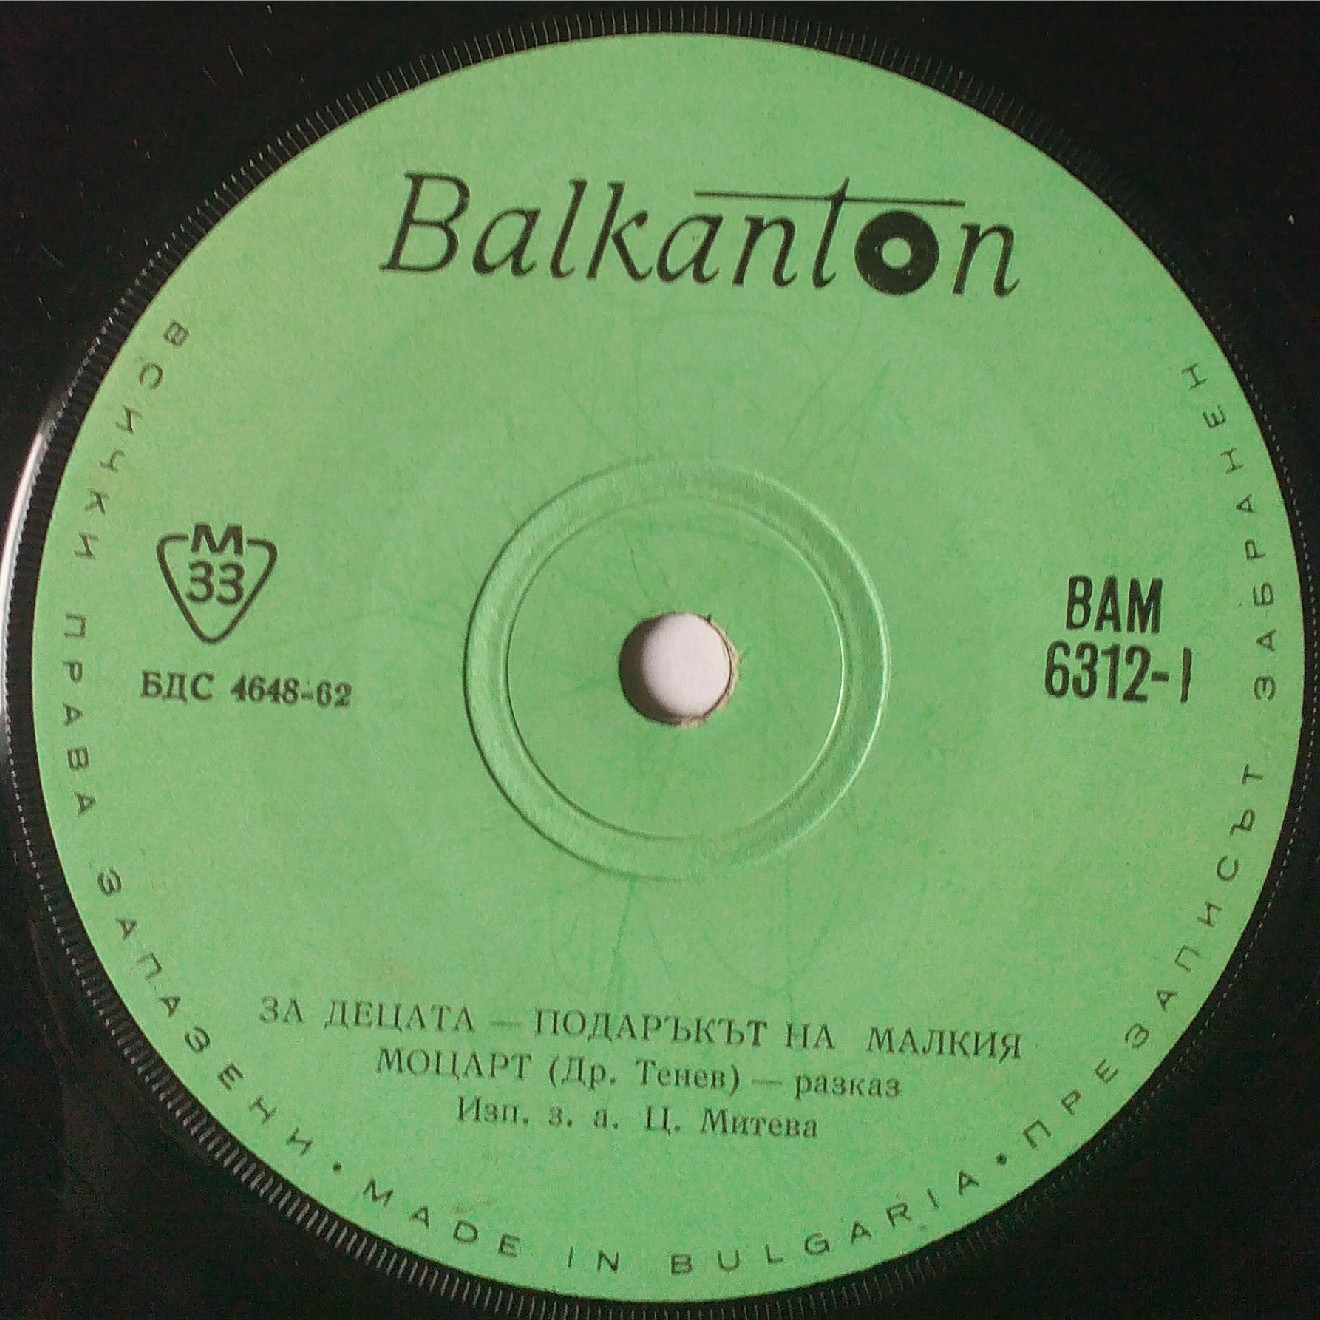 Balkanton
М
33
БДС 4648-62
ВАМ
6312-I
ЗА ДЕЦАТА — ПОДАРЪКЪТ НА МАЛКИЯ
МОЦАРТ (Др. Тенев) — разказ
Изп. з. а. Ц. Митева
ВСИЧКИ ПРАВА ЗАПАЗЕНИ • MADE IN BULGARIA • ПРЕЗАПИСЪТ ЗАБРАНЕН